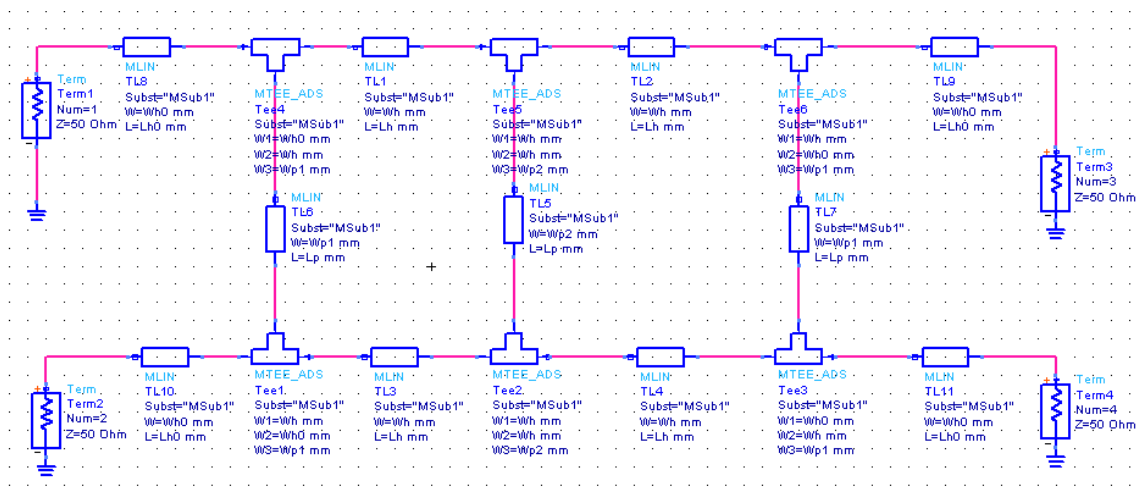 Term
Term1
Num=1
Z=50 Ohm
MLIN
TL8
Subst="MSub1"
W=Wh0 mm
L=Lh0 mm
MTEE_ADS
Tee4
Subst="MSub1"
W1=Wh0 mm
W2=Wh mm
W3=Wp1 mm
MLIN
TL1
Subst="MSub1"
W=Wh mm
L=Lh mm
MTEE_ADS
Tee5
Subst="MSub1"
W1=Wh mm
W2=Wh mm
W3=Wp2 mm
MLIN
TL2
Subst="MSub1"
W=Wh mm
L=Lh mm
MTEE_ADS
Tee6
Subst="MSub1"
W1=Wh mm
W2=Wh0 mm
W3=Wp1 mm
MLIN
TL9
Subst="MSub1"
W=Wh0 mm
L=Lh0 mm
Term
Term3
Num=3
Z=50 Ohm
MLIN
TL6
Subst="MSub1"
W=Wp1 mm
L=Lp mm
MLIN
TL5
Subst="MSub1"
W=Wp2 mm
L=Lp mm
MLIN
TL7
Subst="MSub1"
W=Wp1 mm
L=Lp mm
Term
Term2
Num=2
Z=50 Ohm
MLIN
TL10
Subst="MSub1"
W=Wh0 mm
L=Lh0 mm
MTEE_ADS
Tee1
Subst="MSub1"
W1=Wh mm
W2=Wh0 mm
W3=Wp1 mm
MLIN
TL3
Subst="MSub1"
W=Wh mm
L=Lh mm
MTEE_ADS
Tee2
Subst="MSub1"
W1=Wh mm
W2=Wh mm
W3=Wp2 mm
MLIN
TL4
Subst="MSub1"
W=Wh mm
L=Lh mm
MTEE_ADS
Tee3
Subst="MSub1"
W1=Wh0 mm
W2=Wh mm
W3=Wp1 mm
MLIN
TL11
Subst="MSub1"
W=Wh0 mm
L=Lh0 mm
Term
Term4
Num=4
Z=50 Ohm